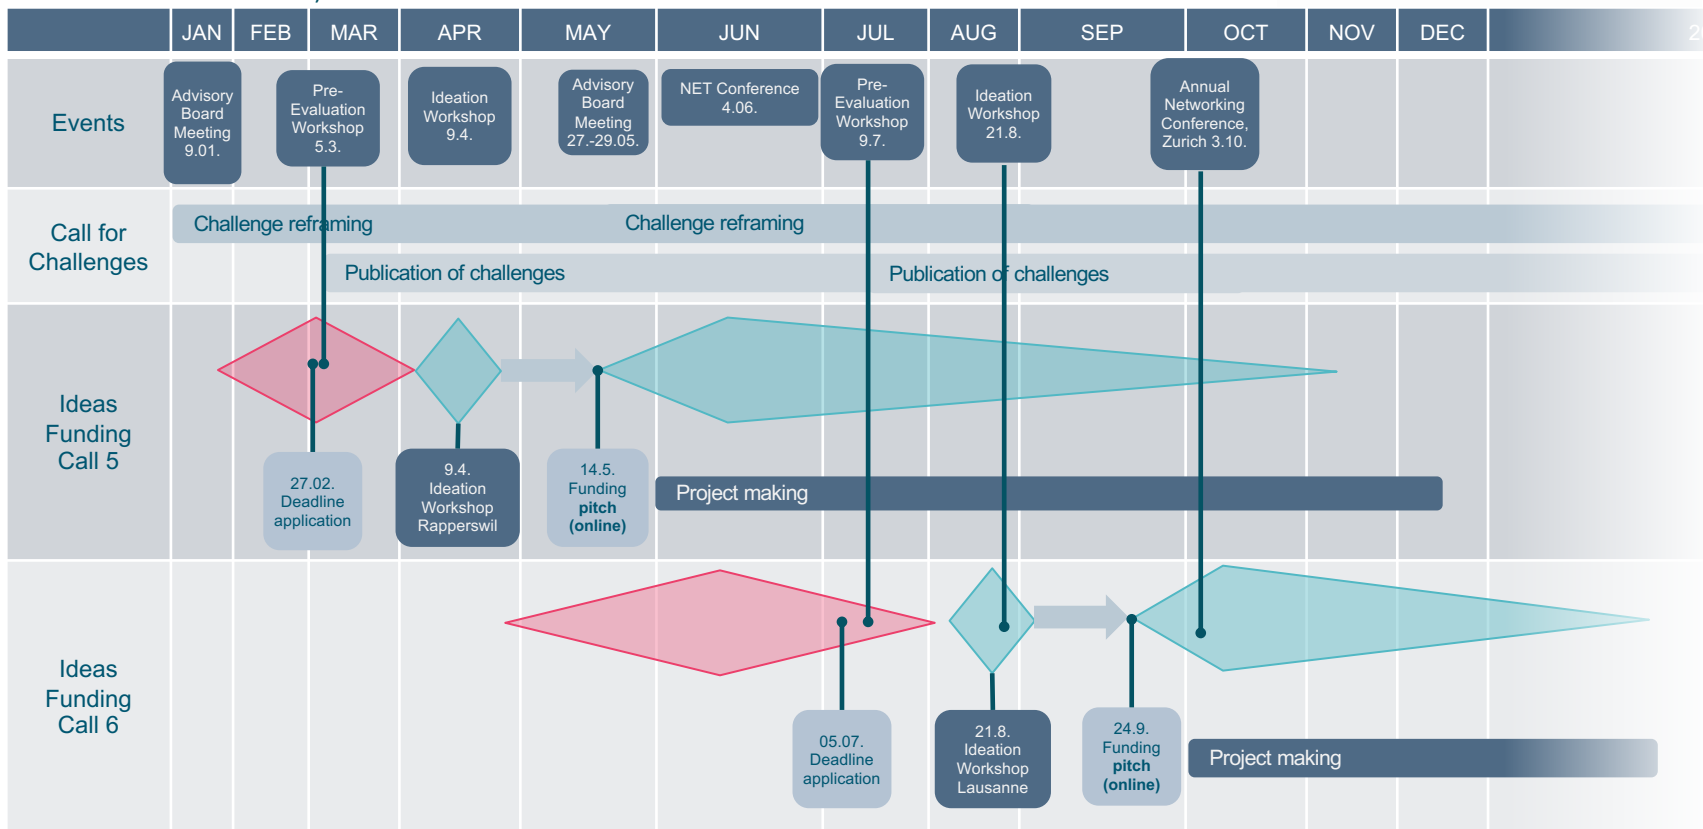 JAN FEB MAR APR MAY JUN JUL AUG SEP OCT NOV DEC
Events
Advisory
Board
Meeting
9.01.
Pre-
Evaluation
Workshop
5.3.
Ideation
Workshop
9.4.
Advisory
Board
Meeting
27.-29.05.
NET Conference
4.06.
Pre-
Evaluation
Workshop
9.7.
Ideation
Workshop
21.8.
Annual
Networking
Conference,
Zurich 3.10.
Call for
Challenges
Challenge reframing
Challenge reframing
Publication of challenges
Publication of challenges
Ideas
Funding
Call 5
27.02.
Deadline
application
9.4.
Ideation
Workshop
Rapperswil
14.5.
Funding
pitch
(online)
Project making
Ideas
Funding
Call 6
05.07.
Deadline
application
21.8.
Ideation
Workshop
Lausanne
24.9.
Funding
pitch
(online)
Project making